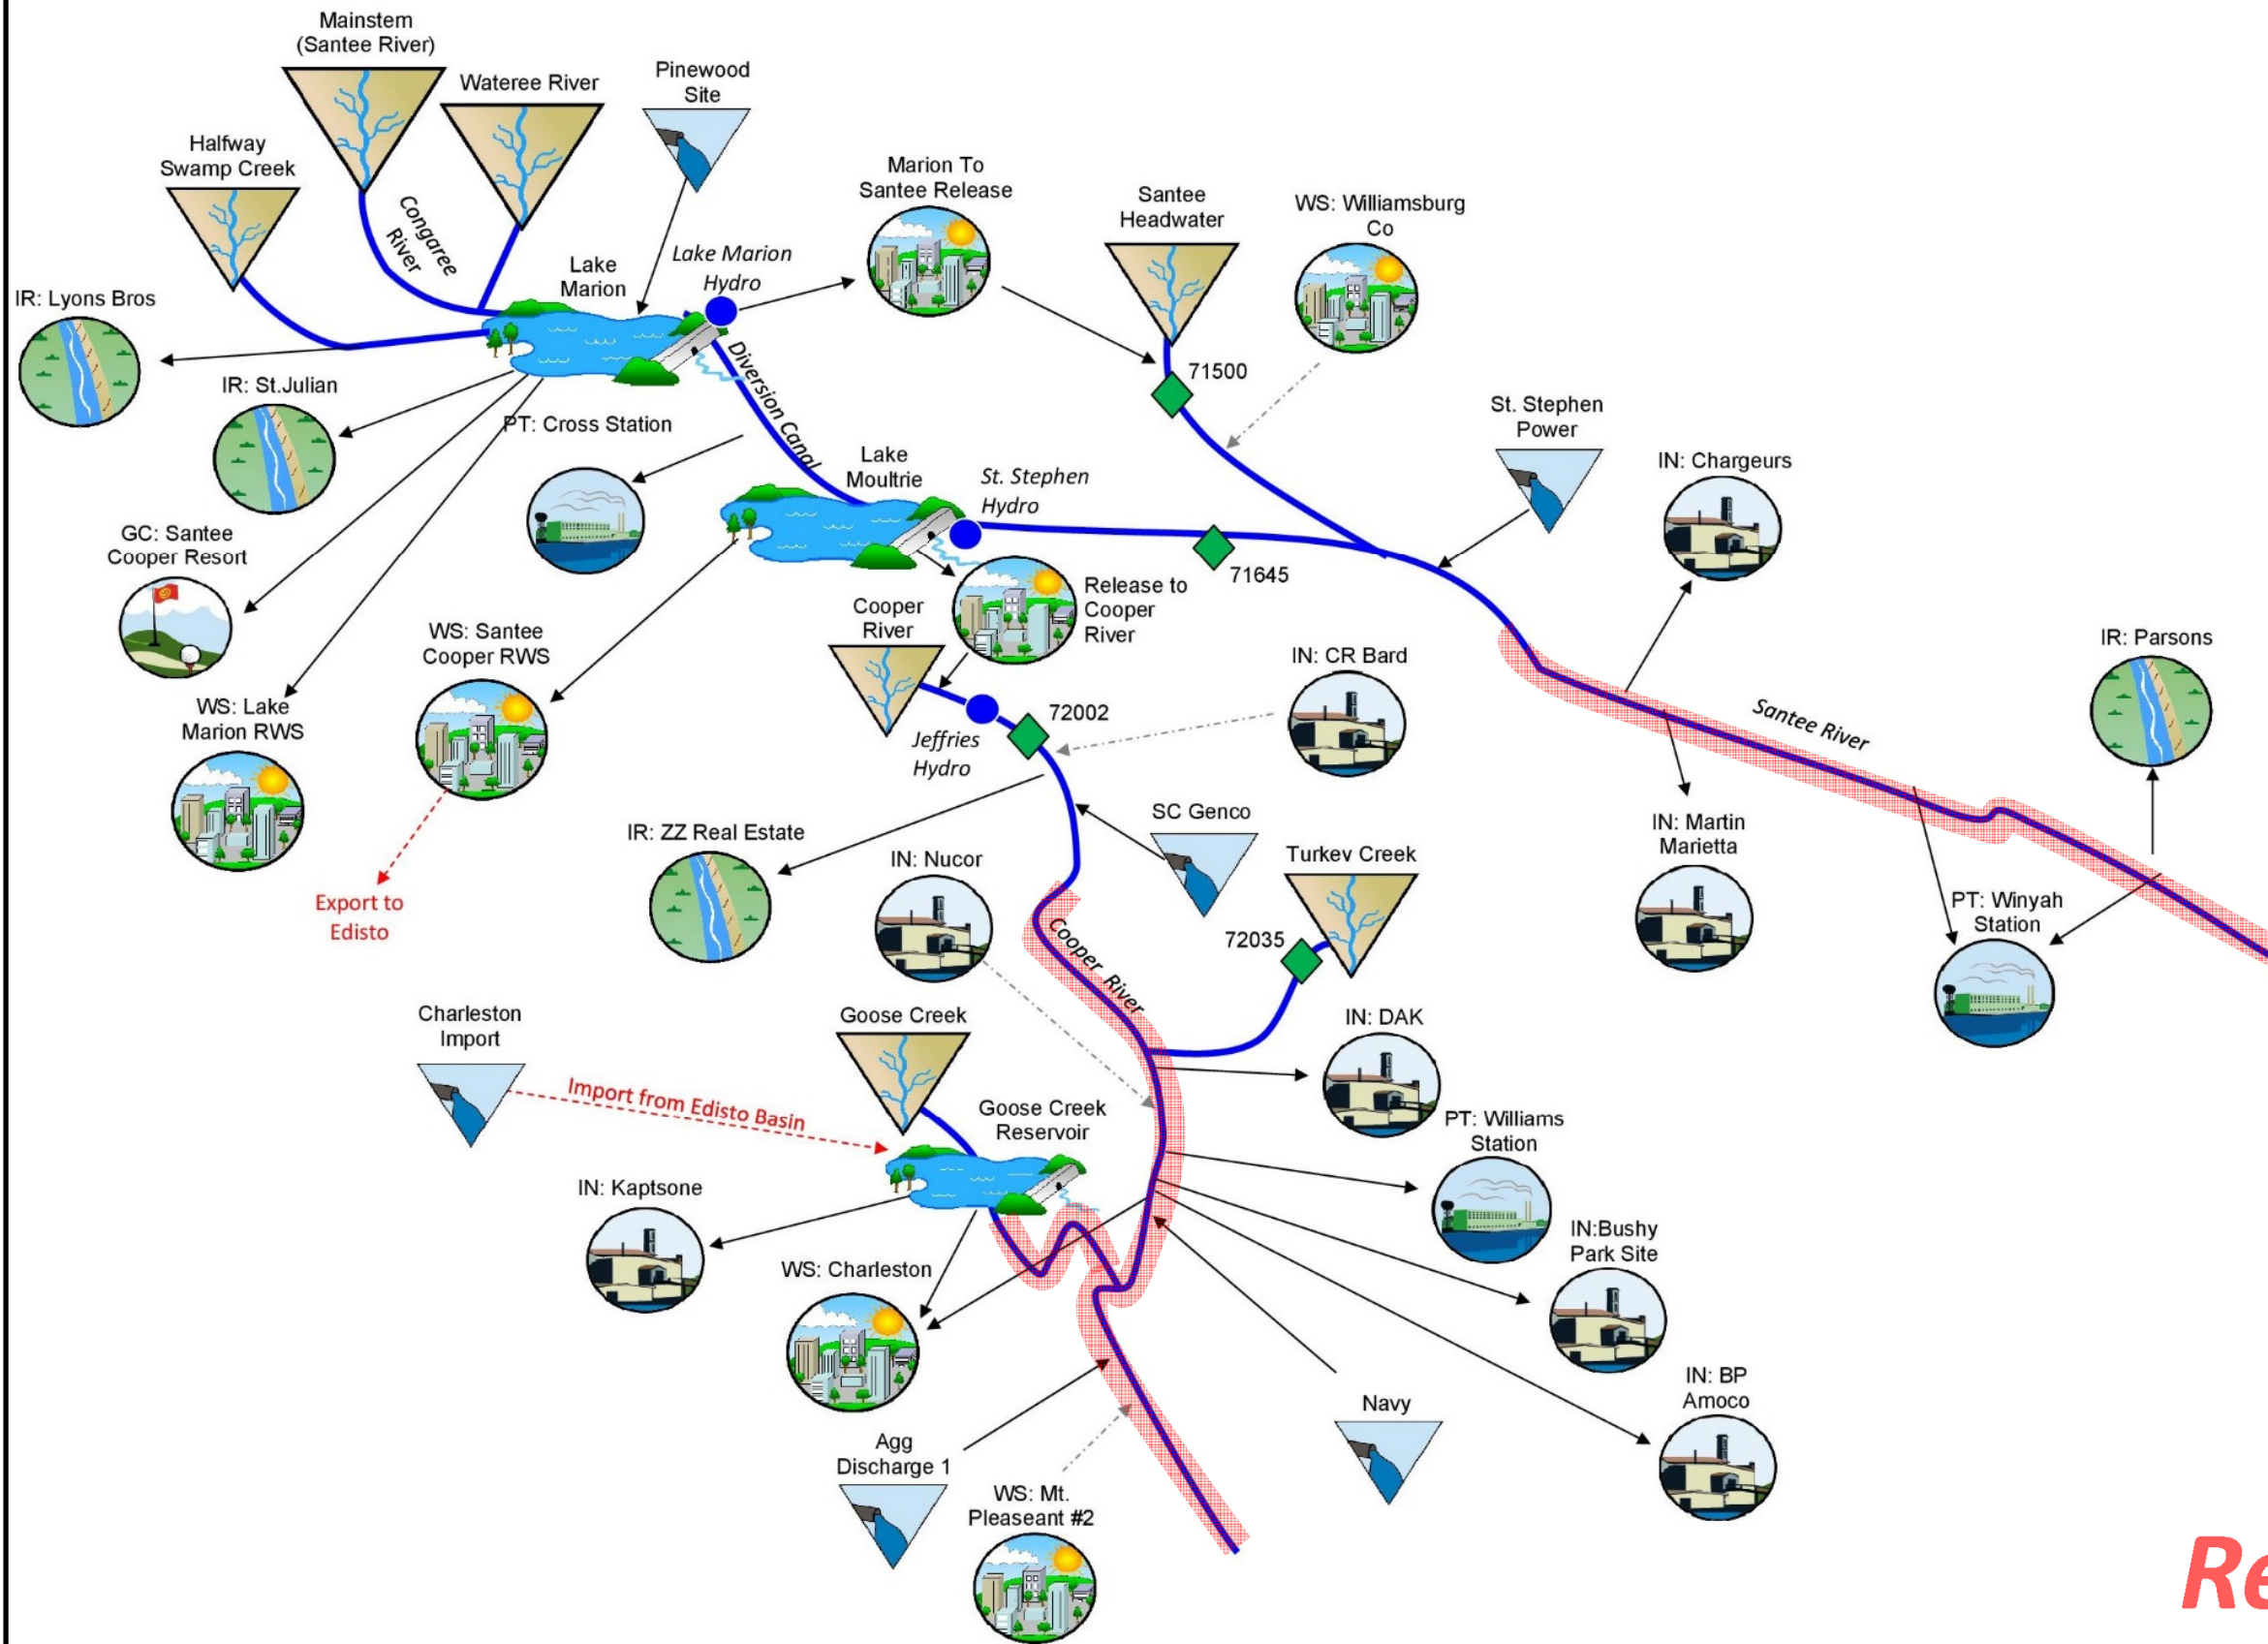 Mainstem
(Santee River)
Wateree River
Pinewood
Site
Halfway
Swamp Creek
Congaree
River
Marion To
Santee Release
Santee
Headwater
WS: Williamsburg
Co
Lake Marion
Hydro
Lake
Marion
IR: Lyons Bros
IR: St.Julian
71500
Diversion Canal
PT: Cross Station
St. Stephen
Power
Lake
Moultrie
St. Stephen
Hydro
IN: Chargeurs
GC: Santee
Cooper Resort
71645
Release to
Cooper
River
Cooper
River
WS: Santee
Cooper RWS
IN: CR Bard
IR: Parsons
WS: Lake
Marion RWS
72002
Jeffries
Hydro
Santee River
SC Genco
IR: ZZ Real Estate
IN: Martin
Marietta
IN: Nucor
Turkev Creek
Export to
Edisto
PT: Winyah
Station
72035
Cooper River
Charleston
Import
Goose Creek
IN: DAK
Import from Edisto Basin
Goose Creek
Reservoir
PT: Williams
Station
IN: Kaptsone
IN:Bushy
Park Site
WS: Charleston
IN: BP
Amoco
Navy
Agg
Discharge 1
WS: Mt.
Pleaseant #2
Re